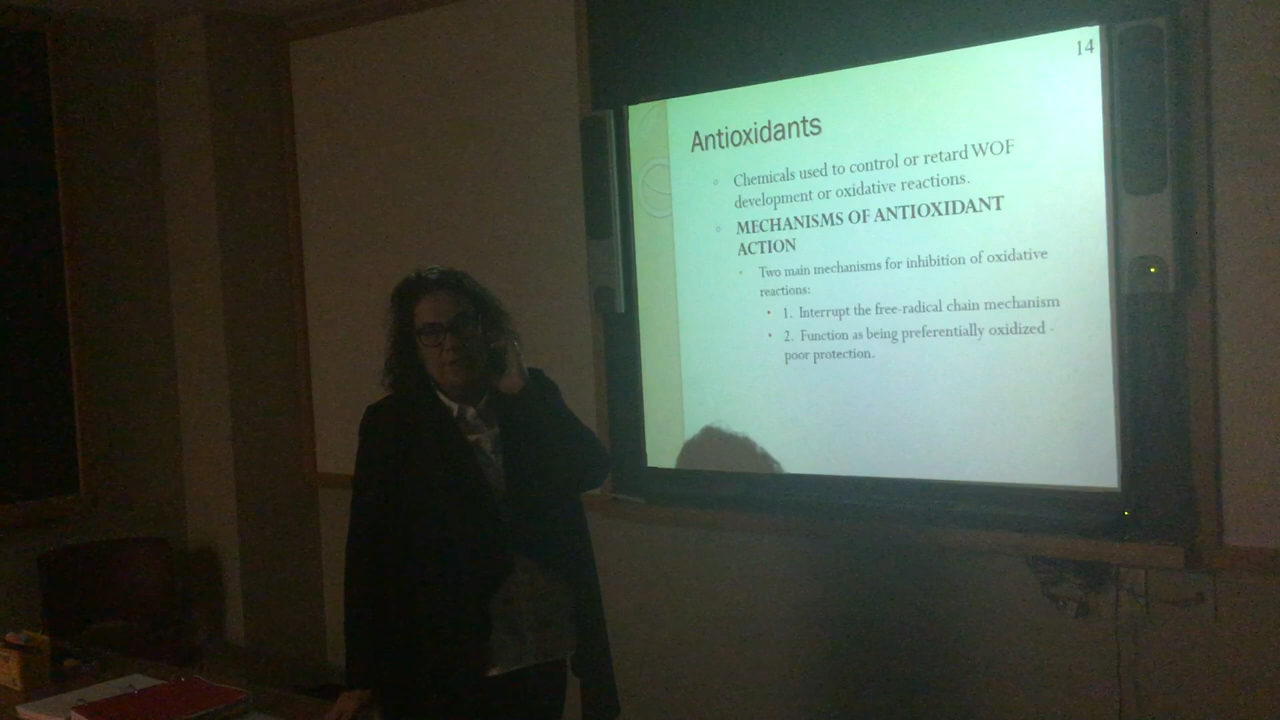 14
Antioxidants
Chemicals used to control or retard WOF
development or oxidative reactions.
MECHANISMS OF ANTIOXIDANT
ACTION
Two main mechanisms for inhibition of oxidative
reactions:
1. Interrupt the free-radical chain mechanism
2. Function as being preferentially oxidized -
poor protection.